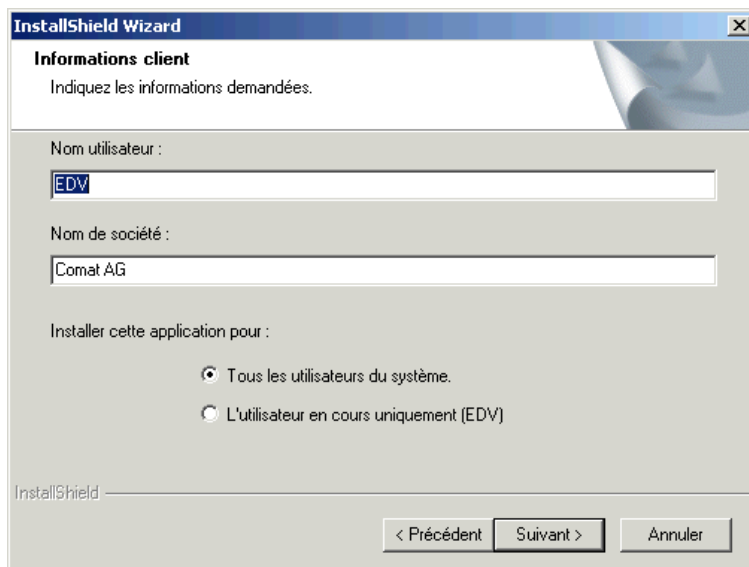 InstallShield Wizard
Informations client
Indiquez les informations demandées.
Nom utilisateur :
EDV
Nom de société :
Comat AG
Installer cette application pour :
Tous les utilisateurs du système.
L'utilisateur en cours uniquement (EDV)
InstallShield
< Précédent Suivant > Annuler